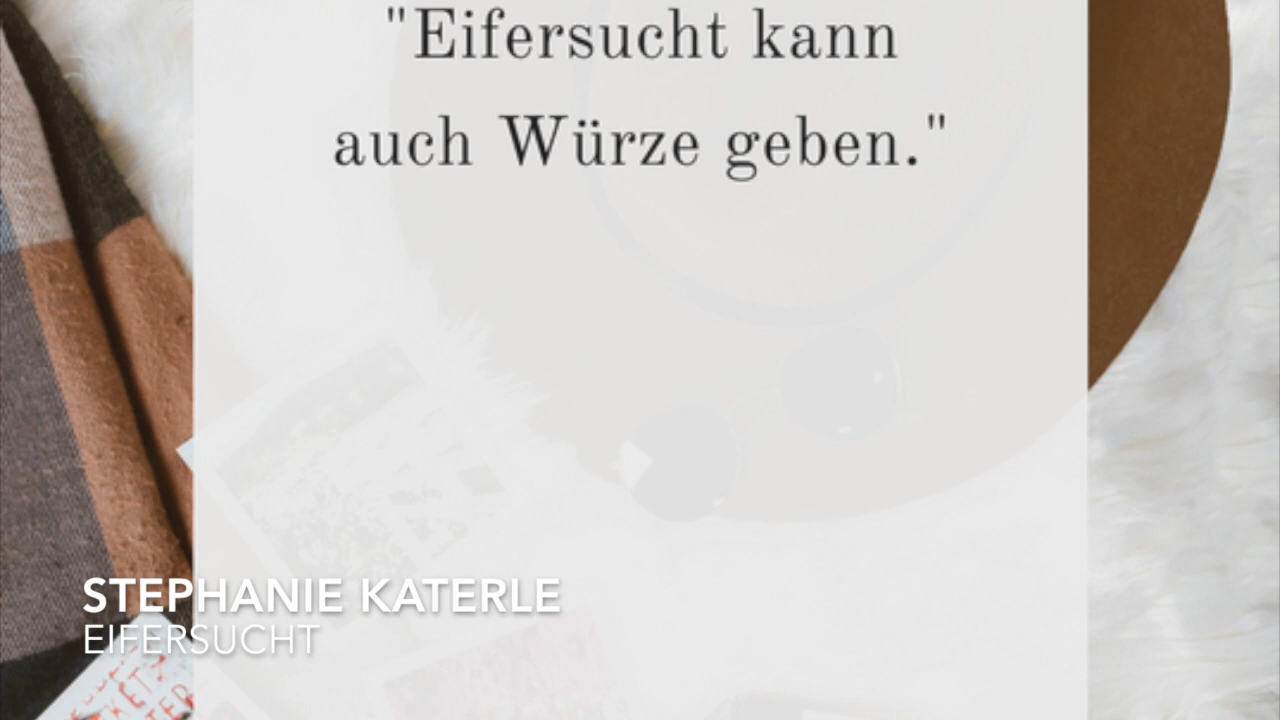 "Eifersucht kann
auch Würze geben."
STEPHANIE KATERLE
EIFERSUCHT